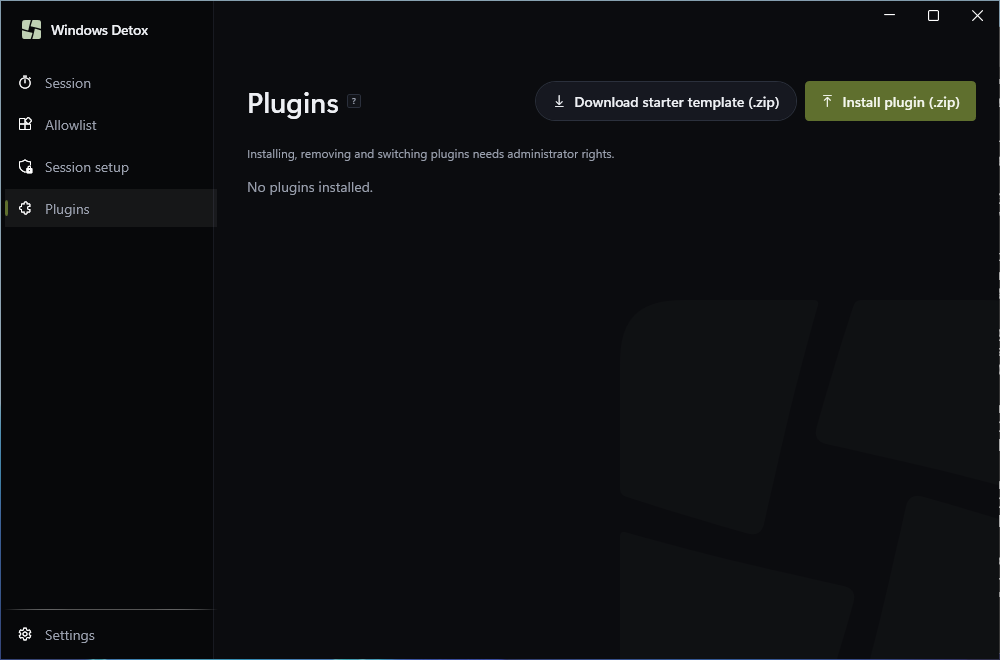 Windows Detox
Session
Allowlist
Session setup
Plugins
Settings
Plugins ?
Download starter template (.zip)
Install plugin (.zip)
Installing, removing and switching plugins needs administrator rights.
No plugins installed.